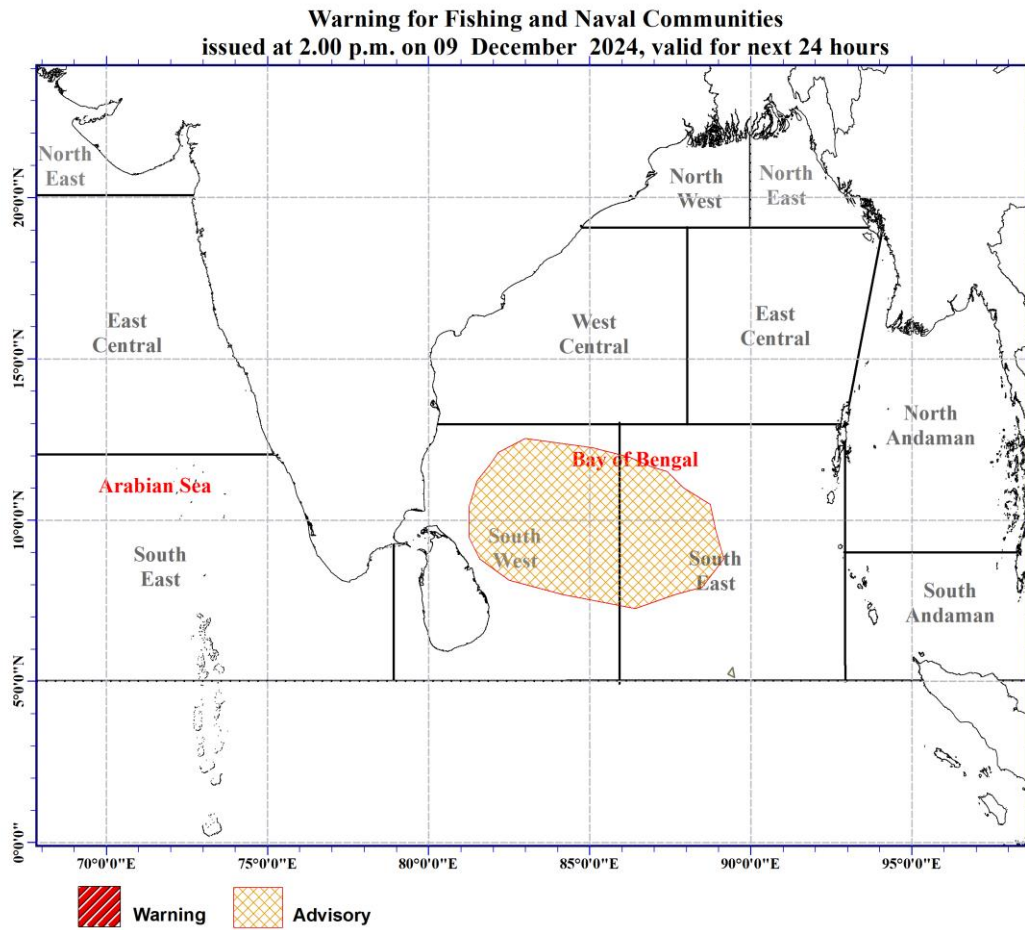 Warning for Fishing and Naval Communities
issued at 2.00 p.m. on 09 December 2024, valid for next 24 hours
North
East
North
West
North
East
20°0'0"N
East
Central
West
Central
East
Central
15°0'0"N
North
Andaman
Bay of Bengal
Arabian Sea
10°0'0"N
South
East
South
West
South
East
South
Andaman
5°0'0"N
0°0'0"
70°0'0"E
75°0'0"E
80°0'0"E
85°0'0"E
90°0'0"E
95°0'0"E
Warning
Advisory